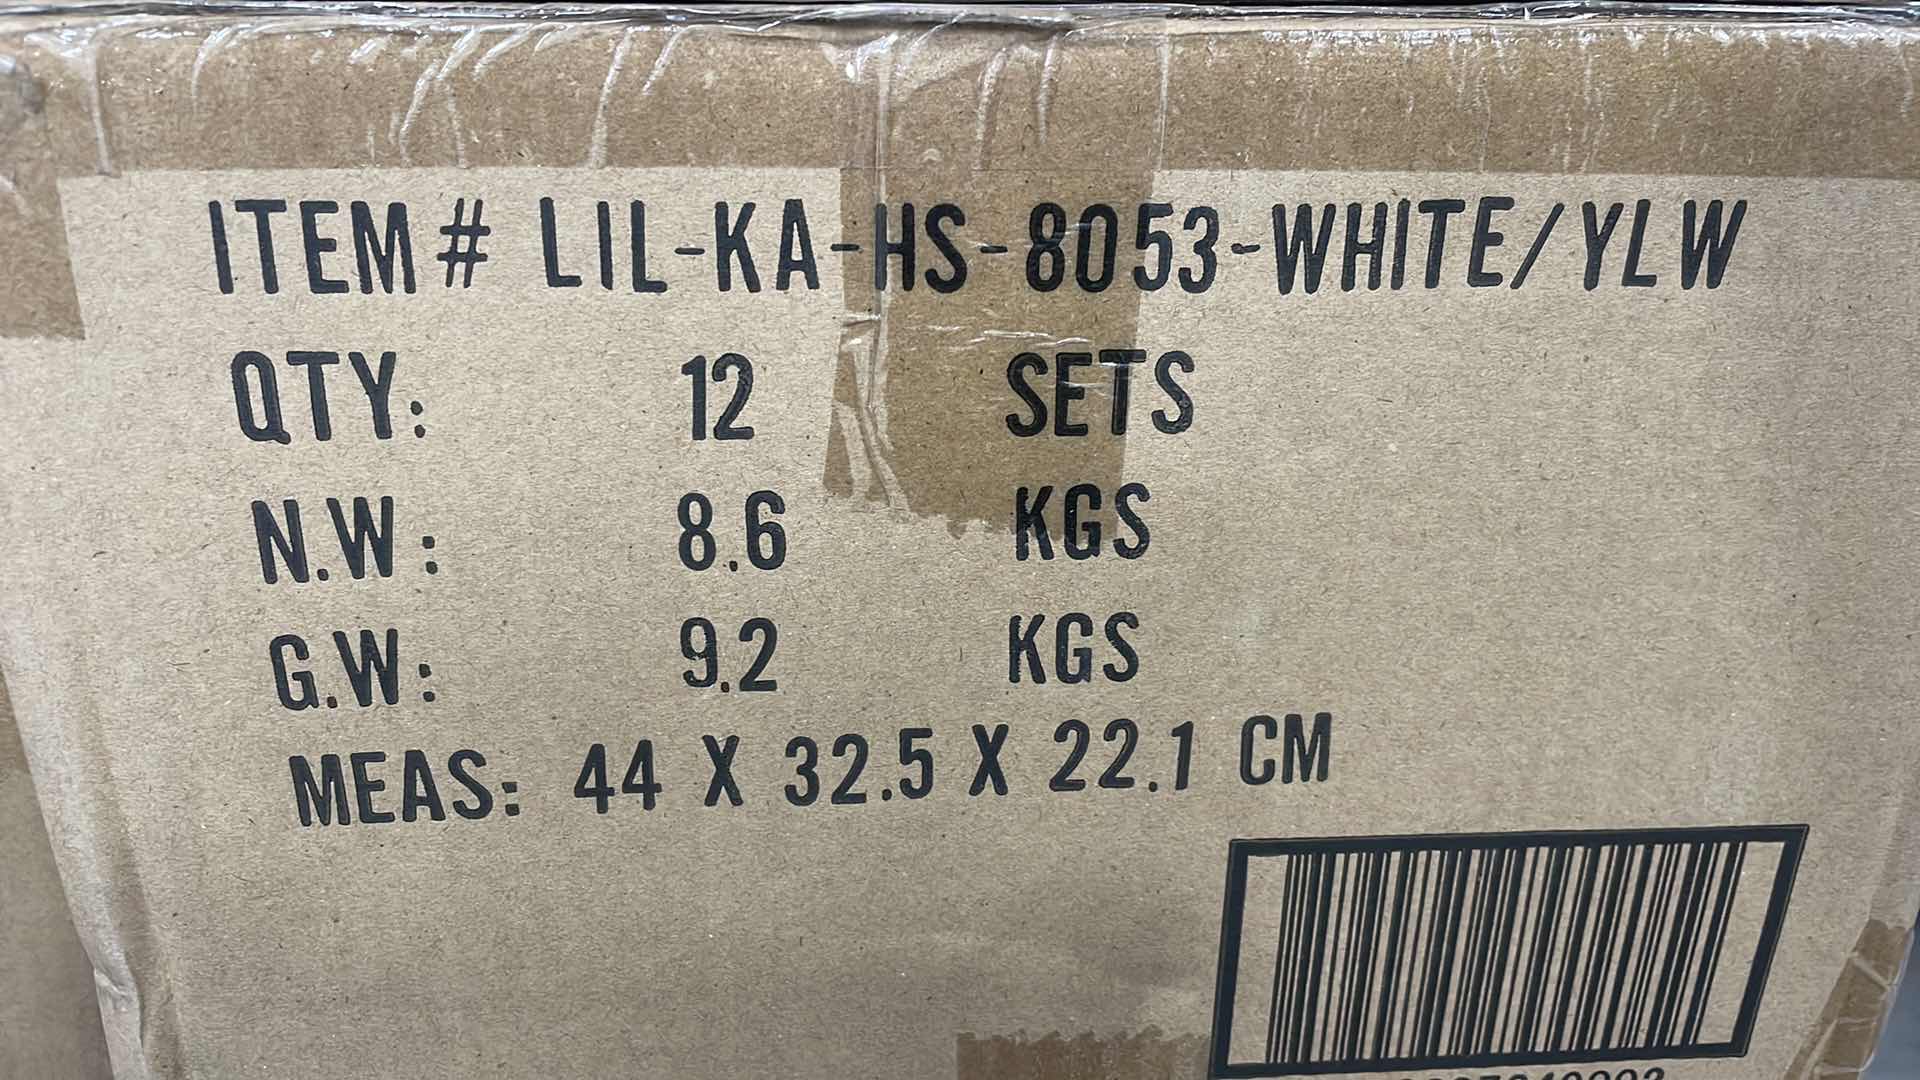 ITEM# LIL-KA-HS-8053-WHITE/YLW
QTY: 12 SETS
N.W: 8.6 KGS
G.W: 9.2 KGS
MEAS: 44 X 32.5 X 22.1 CM